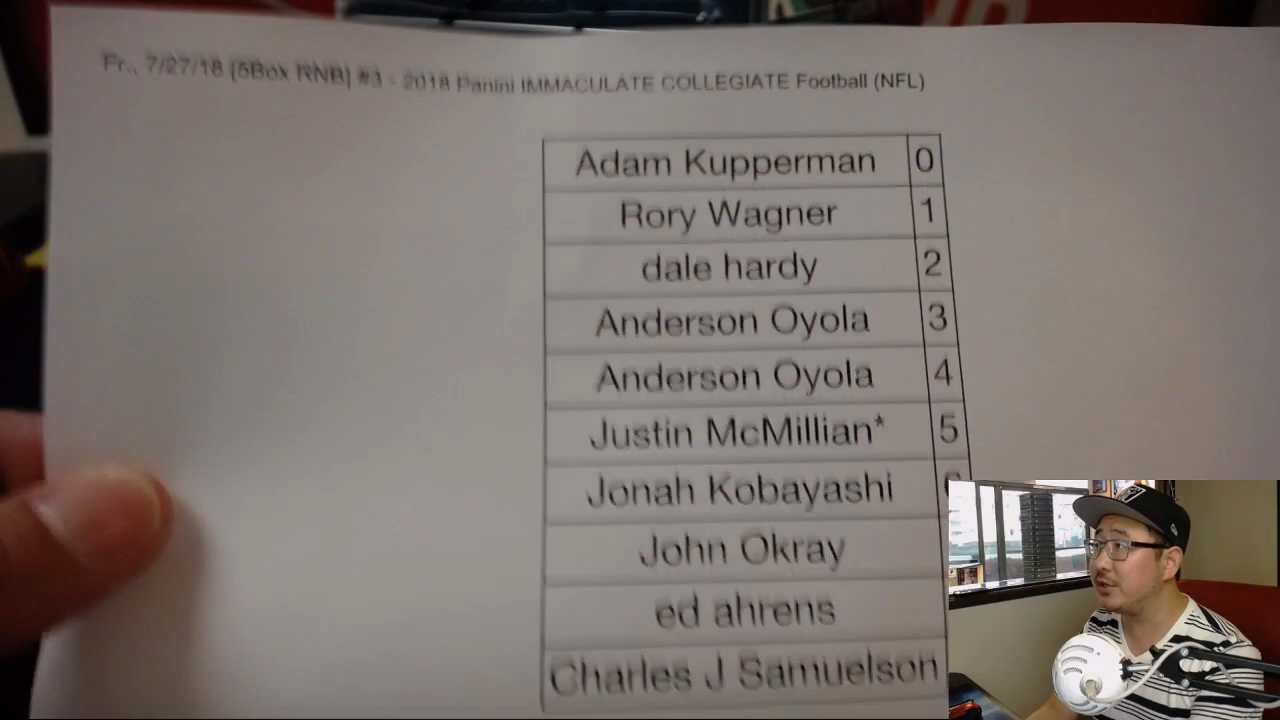 Fr., 7/27/18 [5Box RNB] #3 - 2018 Panini IMMACULATE COLLEGIATE Football (NFL)
Adam Kupperman 0
Rory Wagner 1
dale hardy 2
Anderson Oyola 3
Anderson Oyola 4
Justin McMillian* 5
Jonah Kobayashi
John Okray
ed ahrens
Charles J Samuelson